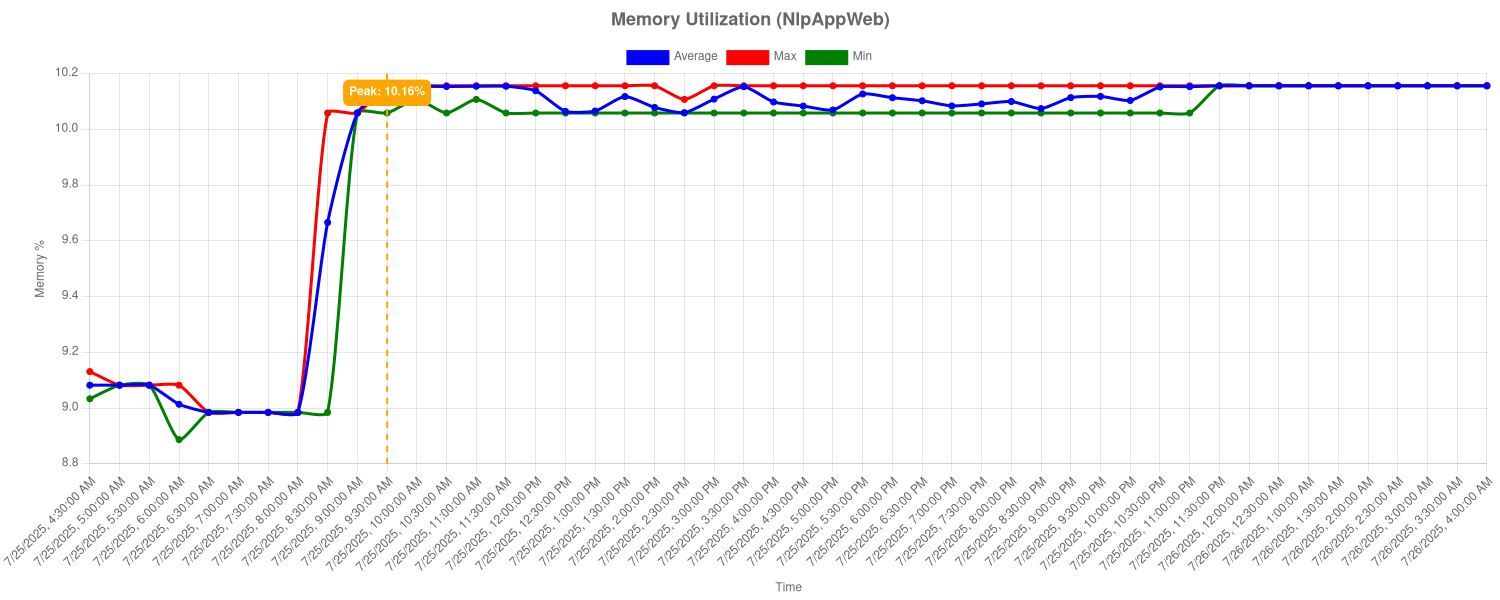 Memory Utilization (NlpAppWeb)
Average Max Min
Peak: 10.16%
10.2
10.0
9.8
9.6
9.4
9.2
9.0
8.8
Memory %
7/25/2025, 4:30:00 AM
7/25/2025, 5:00:00 AM
7/25/2025, 5:30:00 AM
7/25/2025, 6:00:00 AM
7/25/2025, 6:30:00 AM
7/25/2025, 7:00:00 AM
7/25/2025, 7:30:00 AM
7/25/2025, 8:00:00 AM
7/25/2025, 8:30:00 AM
7/25/2025, 9:00:00 AM
7/25/2025, 9:30:00 AM
7/25/2025, 10:00:00 AM
7/25/2025, 10:30:00 AM
7/25/2025, 11:00:00 AM
7/25/2025, 11:30:00 AM
7/25/2025, 12:00:00 PM
7/25/2025, 12:30:00 PM
7/25/2025, 1:00:00 PM
7/25/2025, 1:30:00 PM
7/25/2025, 2:00:00 PM
7/25/2025, 2:30:00 PM
7/25/2025, 3:00:00 PM
7/25/2025, 3:30:00 PM
7/25/2025, 4:00:00 PM
7/25/2025, 4:30:00 PM
7/25/2025, 5:00:00 PM
7/25/2025, 5:30:00 PM
7/25/2025, 6:00:00 PM
7/25/2025, 6:30:00 PM
7/25/2025, 7:00:00 PM
7/25/2025, 7:30:00 PM
7/25/2025, 8:00:00 PM
7/25/2025, 8:30:00 PM
7/25/2025, 9:00:00 PM
7/25/2025, 9:30:00 PM
7/25/2025, 10:00:00 PM
7/25/2025, 10:30:00 PM
7/25/2025, 11:00:00 PM
7/25/2025, 11:30:00 PM
7/26/2025, 12:00:00 AM
7/26/2025, 12:30:00 AM
7/26/2025, 1:00:00 AM
7/26/2025, 1:30:00 AM
7/26/2025, 2:00:00 AM
7/26/2025, 2:30:00 AM
7/26/2025, 3:00:00 AM
7/26/2025, 3:30:00 AM
7/26/2025, 4:00:00 AM
Time